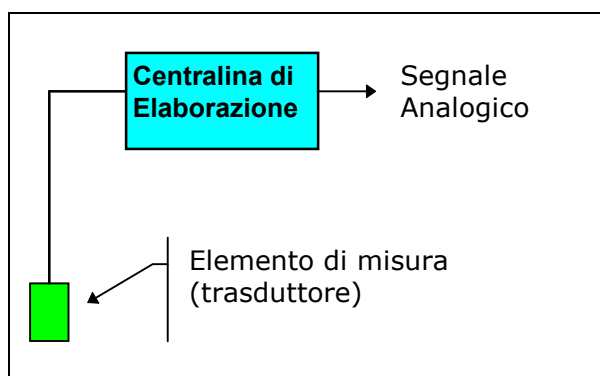 Centralina di
Elaborazione
Segnale
Analogico
Elemento di misura
(trasduttore)